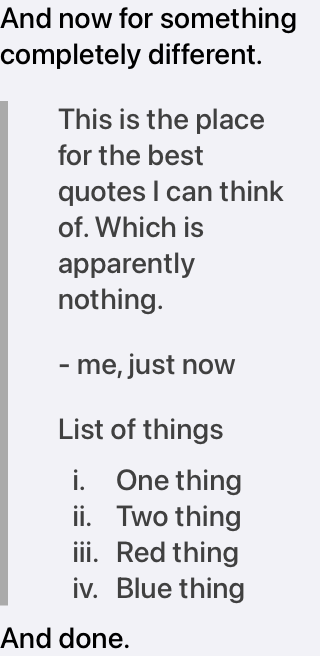 And now for something
completely different.
This is the place
for the best
quotes I can think
of. Which is
apparently
nothing.
- me, just now
List of things
i. One thing
ii. Two thing
iii. Red thing
iv. Blue thing
And done.